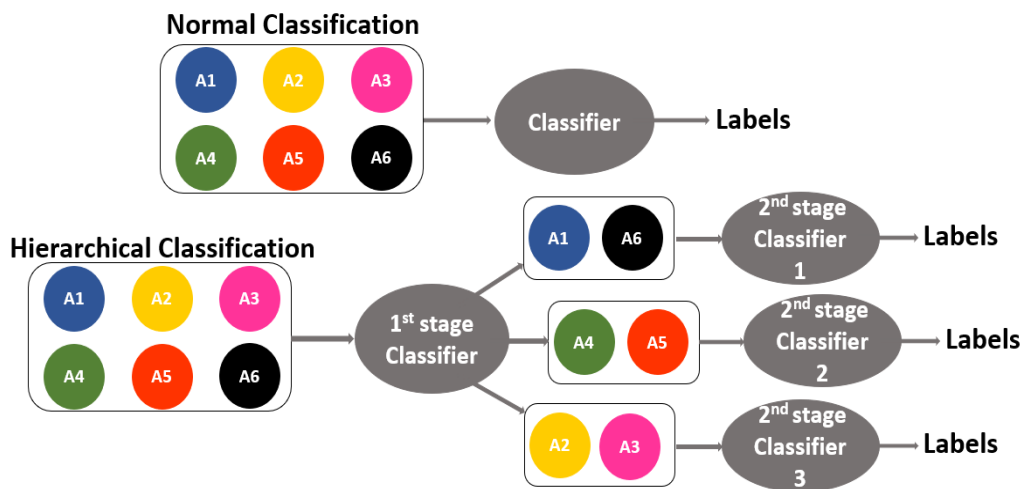 Normal Classification
A1 A2 A3
A4 A5 A6
Classifier
Labels
Hierarchical Classification
A1 A2 A3
A4 A5 A6
1st stage
Classifier
A1 A6
2nd stage
Classifier
1
Labels
A4 A5
2nd stage
Classifier
2
Labels
A2 A3
2nd stage
Classifier
3
Labels